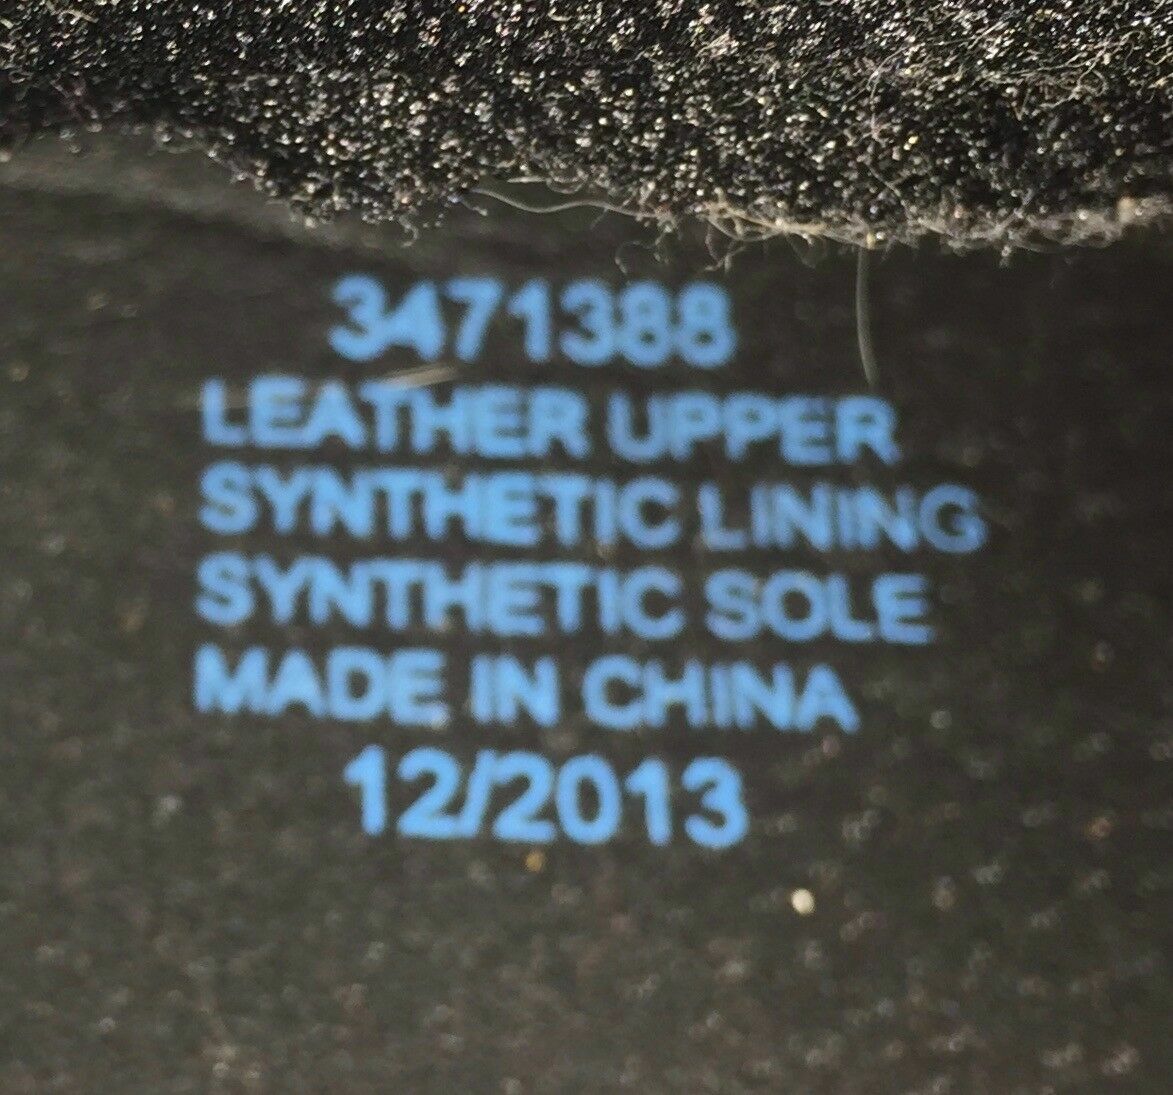 3471388
LEATHER UPPER
SYNTHETIC LINING
SYNTHETIC SOLE
MADE IN CHINA
12/2013